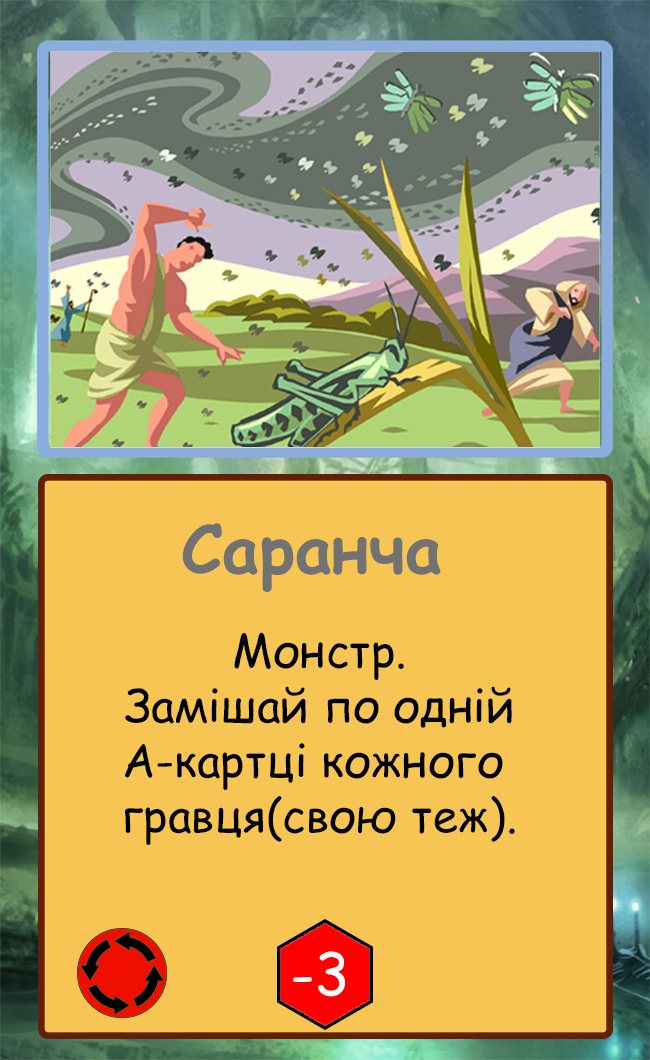 Саранча
Монстр.
Замішай по одній
А-картці кожного
гравця(свою теж).
-3